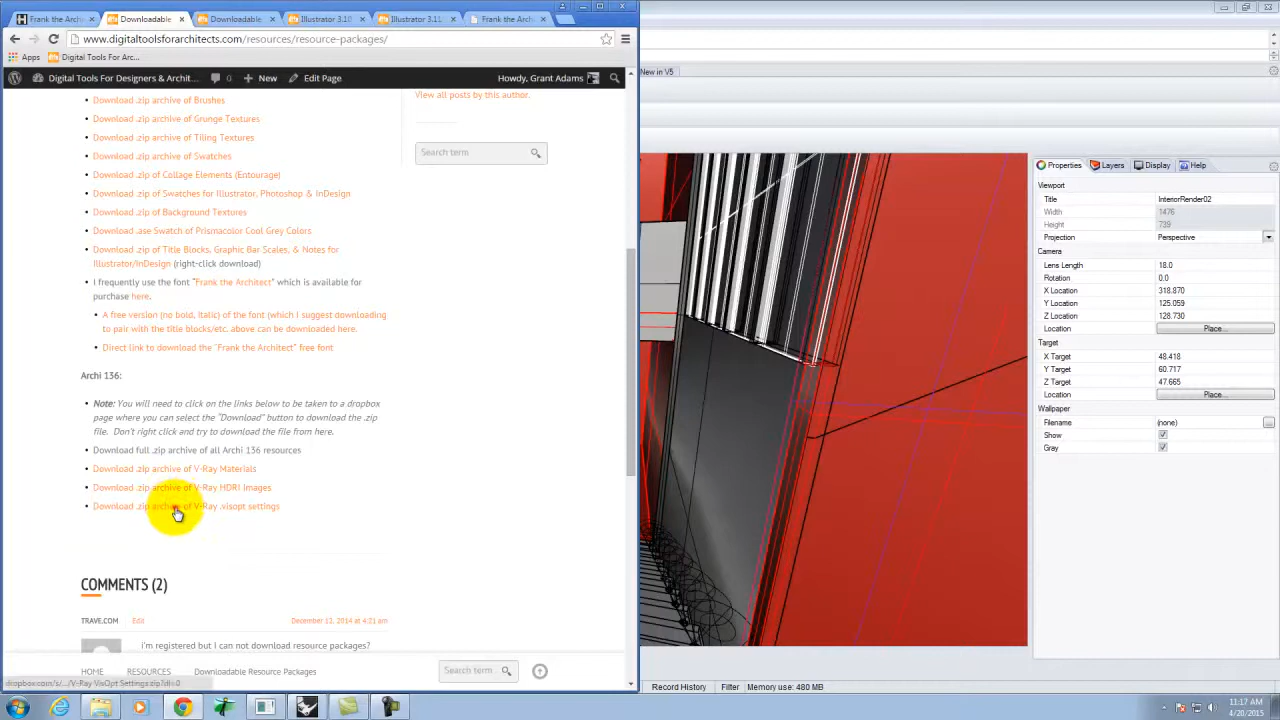 Frank the Arch
Downloadable
Downloadable
Illustrator 3.10
Illustrator 3.11
Frank the Archi
www.digitaltoolsforarchitects.com/resources/resource-packages/
Apps
Digital Tools For Arc...
Digital Tools For Designers & Archit...
0
New
Edit Page
Howdy, Grant Adams
Download .zip archive of Brushes
Download .zip archive of Grunge Textures
Download .zip archive of Tiling Textures
Download .zip archive of Swatches
Download .zip of Collage Elements (Entourage)
Download .zip of Swatches for Illustrator, Photoshop & InDesign
Download .zip of Background Textures
Download .ase Swatch of Prismacolor Cool Grey Colors
Download .zip of Title Blocks, Graphic Bar Scales, & Notes for
Illustrator/InDesign (right-click download)
I frequently use the font "Frank the Architect" which is available for
purchase here.
A free version (no bold, italic) of the font (which I suggest downloading
to pair with the title blocks/etc. above can be downloaded here.
Direct link to download the "Frank the Architect" free font
Archi 136:
Note: You will need to click on the links below to be taken to a dropbox
page where you can select the "Download" button to download the .zip
file. Don't right click and try to download the file from here.
Download full .zip archive of all Archi 136 resources
Download .zip archive of V-Ray Materials
Download .zip archive of V-Ray HDRI Images
Download .zip archive of V-Ray .visopt settings
View all posts by this author.
Search term
COMMENTS (2)
TRAVE.COM
Edit
December 13, 2014 at 4:21 am
i'm registered but I can not download resource packages?
HOME
RESOURCES
Downloadable Resource Packages
Search term
dropbox.com/s/.../V-Ray VisOpt Settings.zip?dl=0
New in V5
Properties
Layers
Display
Help
Viewport
Title
InteriorRender02
Width
1476
Height
739
Projection
Perspective
Camera
Lens Length
18.0
Rotation
0.0
X Location
318.870
Y Location
125.059
Z Location
128.730
Location
Place...
Target
X Target
48.418
Y Target
60.717
Z Target
47.665
Location
Place...
Wallpaper
Filename
(none)
Show
Gray
Record History
Filter
Memory use: 480 MB
11:17 AM
4/20/2015